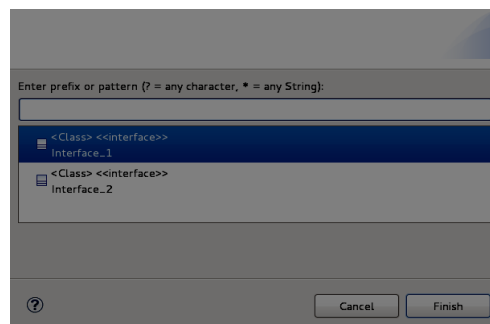 Enter prefix or pattern (? = any character, * = any String):
<Class> <<interface>>
Interface_1
<Class> <<interface>>
Interface_2
?
Cancel
Finish